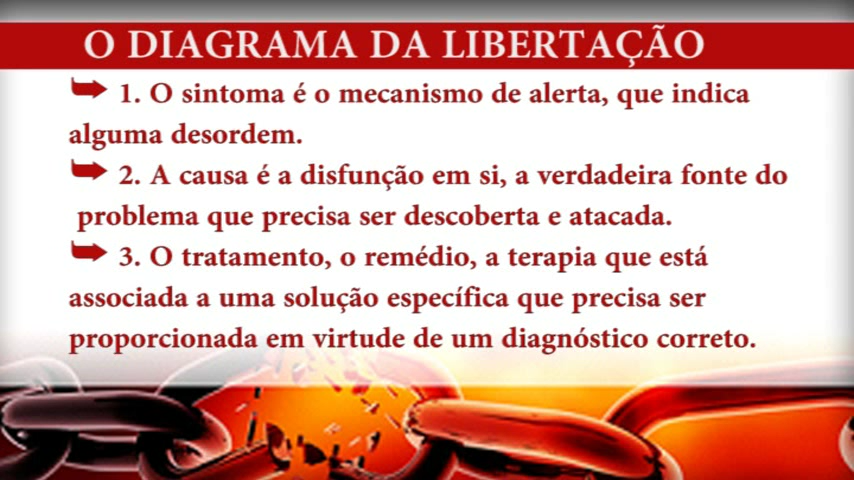 O DIAGRAMA DA LIBERTAÇÃO
1. O sintoma é o mecanismo de alerta, que indica
alguma desordem.
2. A causa é a disfunção em si, a verdadeira fonte do
problema que precisa ser descoberta e atacada.
3. O tratamento, o remédio, a terapia que está
associada a uma solução específica que precisa ser
proporcionada em virtude de um diagnóstico correto.